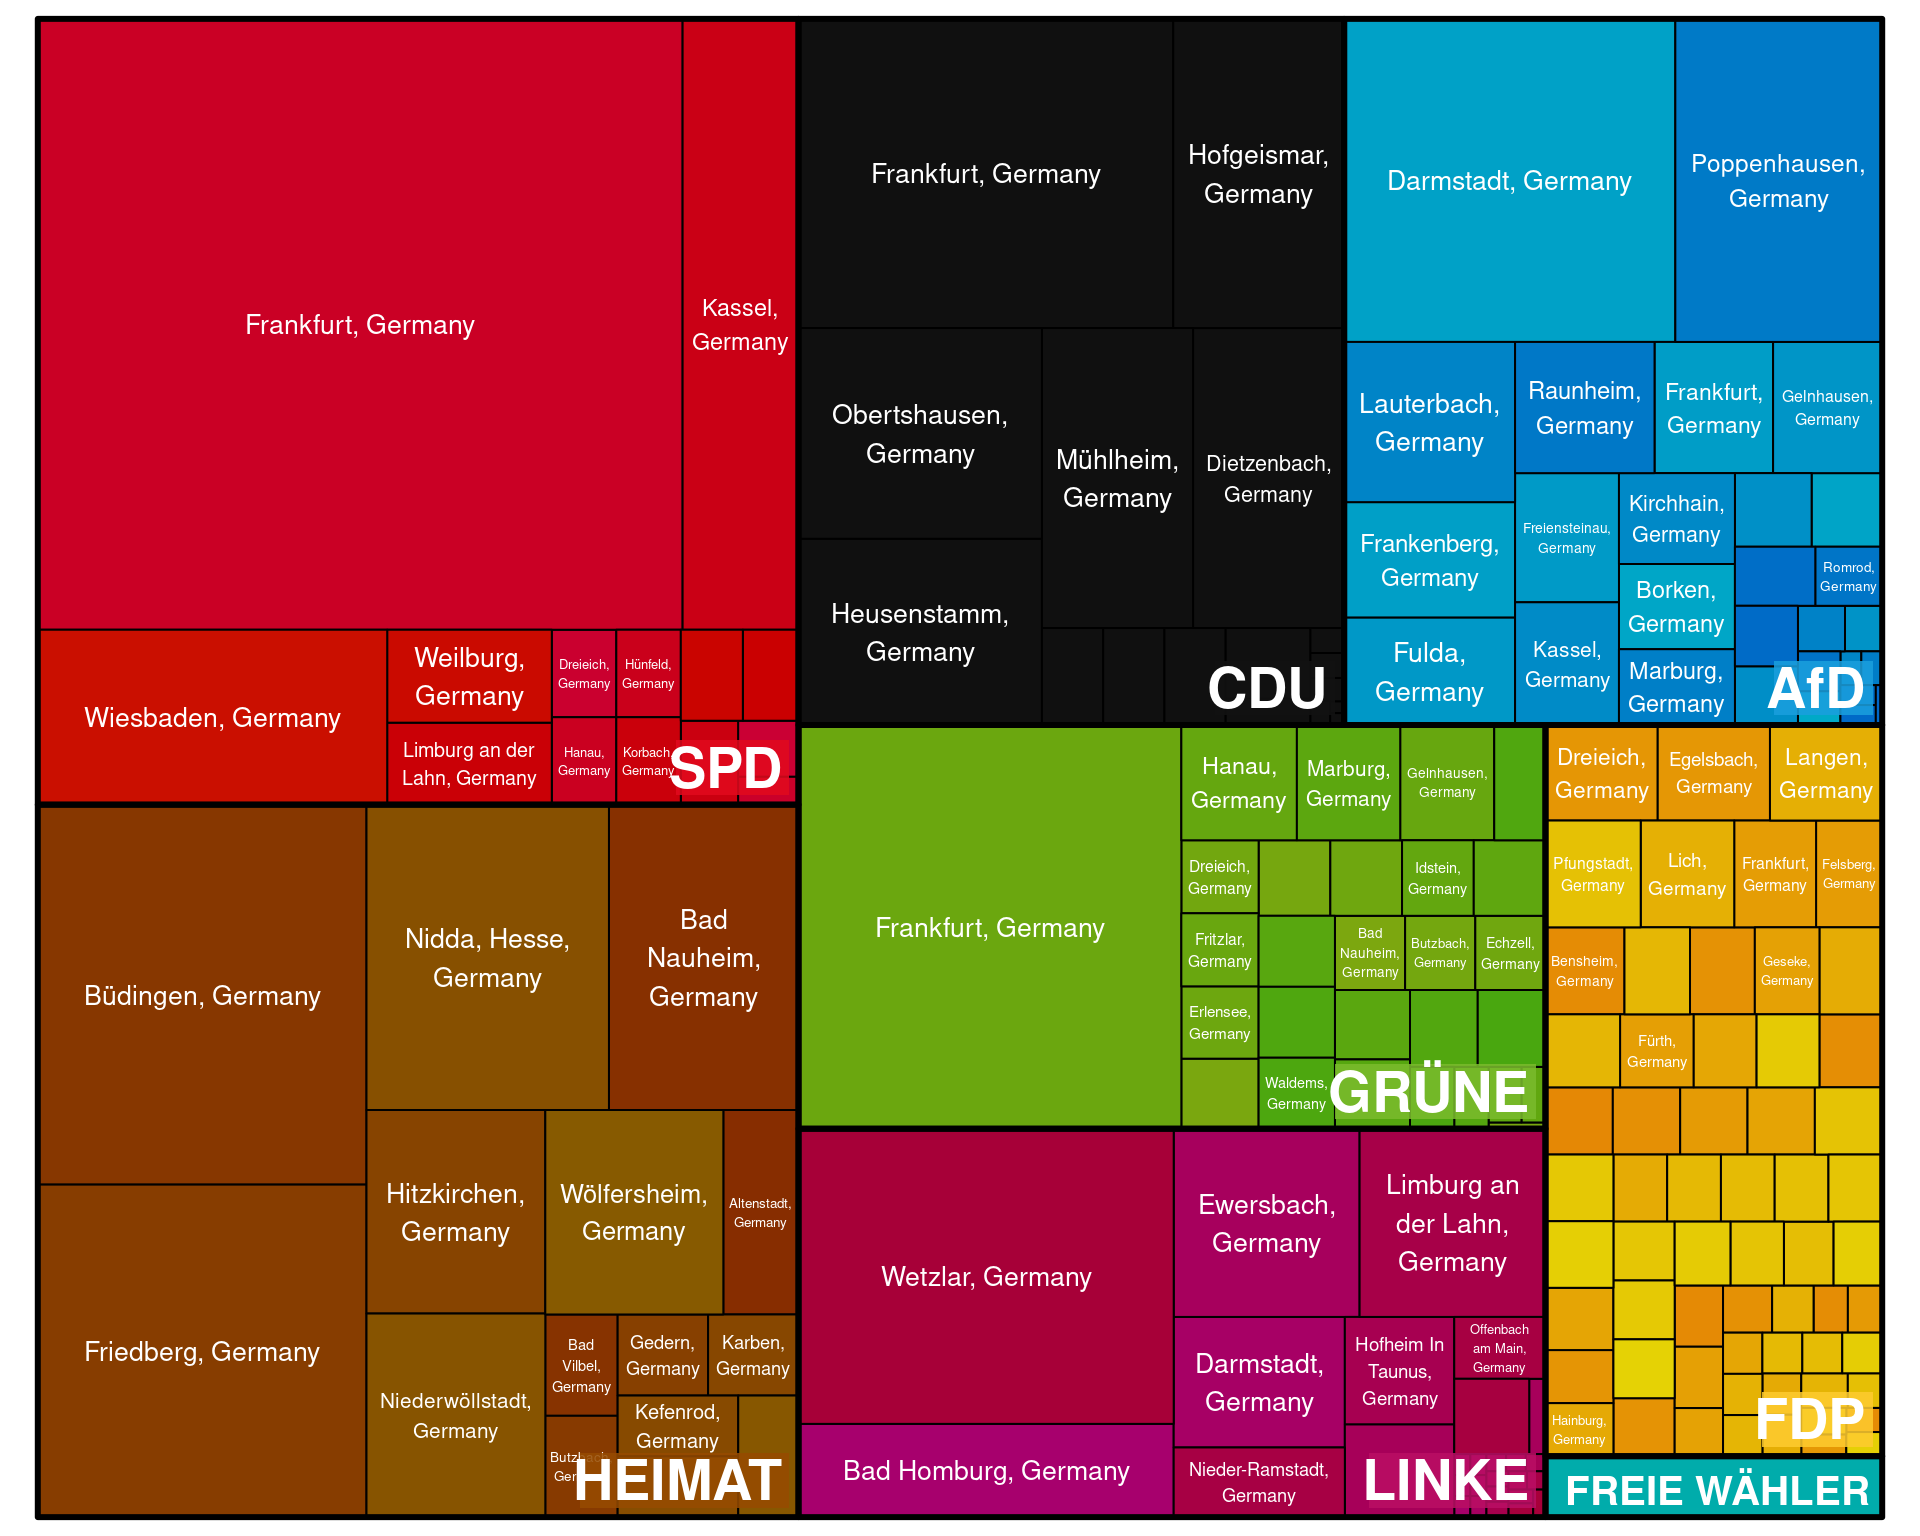 Frankfurt, Germany
Kassel,
Germany
Wiesbaden, Germany
Weilburg,
Germany
Limburg an der
Lahn, Germany
Dreieich,
Germany
Hünfeld,
Germany
Hanau,
Germany
Korbach,
Germany
SPD
Frankfurt, Germany
Hofgeismar,
Germany
Obertshausen,
Germany
Mühlheim,
Germany
Dietzenbach,
Germany
Heusenstamm,
Germany
CDU
Darmstadt, Germany
Poppenhausen,
Germany
Lauterbach,
Germany
Raunheim,
Germany
Frankfurt,
Germany
Gelnhausen,
Germany
Frankenberg,
Germany
Freiensteinau,
Germany
Kirchhain,
Germany
Romrod,
Germany
Borken,
Germany
Fulda,
Germany
Kassel,
Germany
Marburg,
Germany
AfD
Büdingen, Germany
Nidda, Hesse,
Germany
Bad
Nauheim,
Germany
Friedberg, Germany
Hitzkirchen,
Germany
Wölfersheim,
Germany
Altenstadt,
Germany
Niederwöllstadt,
Germany
Bad
Vilbel,
Germany
Gedern,
Germany
Karben,
Germany
Kefenrod,
Germany
HEIMAT
Frankfurt, Germany
Hanau,
Germany
Marburg,
Germany
Gelnhausen,
Germany
Dreieich,
Germany
Idstein,
Germany
Fritzlar,
Germany
Bad
Nauheim,
Germany
Butzbach,
Germany
Echzell,
Germany
Erlensee,
Germany
Waldems,
Germany
GRÜNE
Wetzlar, Germany
Ewersbach,
Germany
Limburg an
der Lahn,
Germany
Bad Homburg, Germany
Darmstadt,
Germany
Hofheim In
Taunus,
Germany
Offenbach
am Main,
Germany
Nieder-Ramstadt,
Germany
LINKE
Dreieich,
Germany
Egelsbach,
Germany
Langen,
Germany
Pfungstadt,
Germany
Lich,
Germany
Frankfurt,
Germany
Felsberg,
Germany
Bensheim,
Germany
Geseke,
Germany
Fürth,
Germany
Hainburg,
Germany
FDP
FREIE WÄHLER